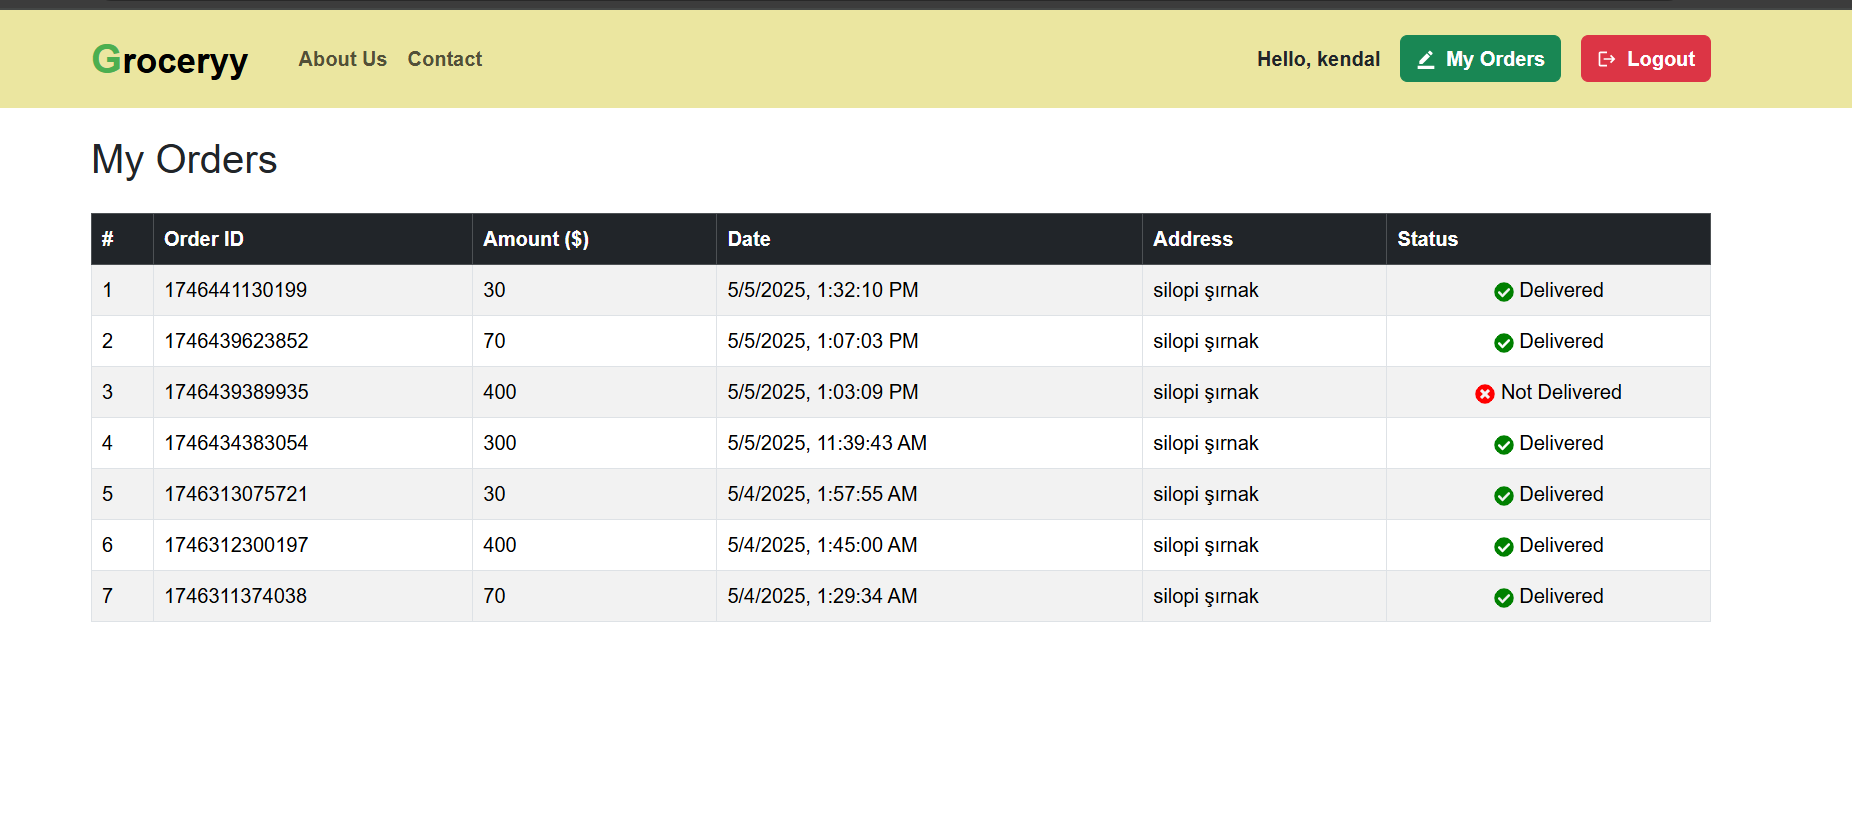 Groceryy About Us Contact Hello, kendal My Orders Logout
My Orders
# Order ID Amount ($) Date Address Status
1 1746441130199 30 5/5/2025, 1:32:10 PM silopi şırnak Delivered
2 1746439623852 70 5/5/2025, 1:07:03 PM silopi şırnak Delivered
3 1746439389935 400 5/5/2025, 1:03:09 PM silopi şırnak Not Delivered
4 1746434383054 300 5/5/2025, 11:39:43 AM silopi şırnak Delivered
5 1746313075721 30 5/4/2025, 1:57:55 AM silopi şırnak Delivered
6 1746312300197 400 5/4/2025, 1:45:00 AM silopi şırnak Delivered
7 1746311374038 70 5/4/2025, 1:29:34 AM silopi şırnak Delivered